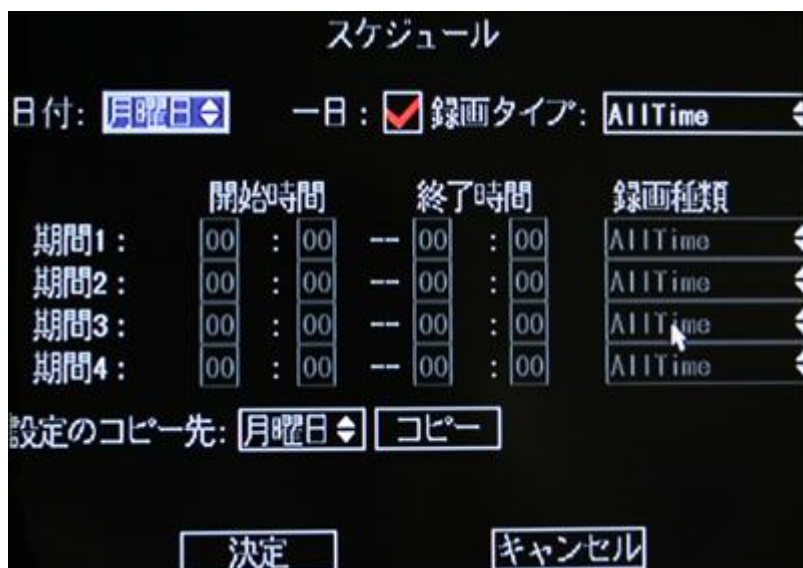 スケジュール
日付: 月曜日 一日: 録画タイプ: AllTime
開始時間 終了時間 録画種類
期間1: 00 : 00 -- 00 : 00 AllTime
期間2: 00 : 00 -- 00 : 00 AllTime
期間3: 00 : 00 -- 00 : 00 AllTime
期間4: 00 : 00 -- 00 : 00 AllTime
設定のコピー先: 月曜日 コピー
決定 キャンセル